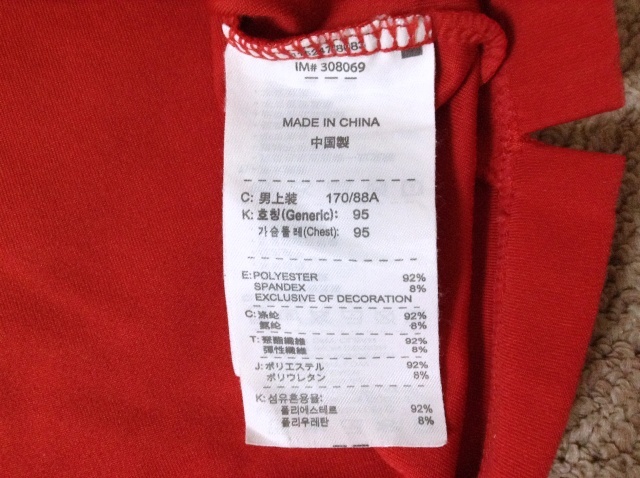 IM# 308069
MADE IN CHINA
中国製
C: 男上装 170/88A
K: 호칭(Generic): 95
가슴둘레(Chest): 95
E: POLYESTER 92%
SPANDEX 8%
EXCLUSIVE OF DECORATION
C: 涤纶 92%
氨纶 8%
T: 聚酯纖維 92%
彈性纖維 8%
J: ポリエステル 92%
ポリウレタン 8%
K: 섬유혼용율:
폴리에스테르 92%
폴리우레탄 8%